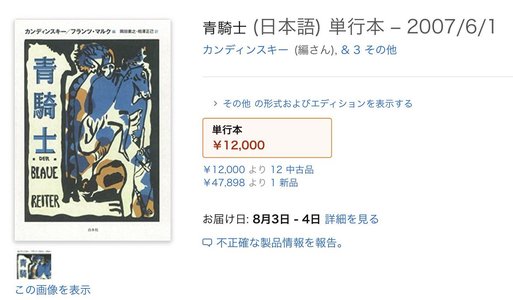 カンディンスキー／フランツ・マルク 編
岡田素之・相澤正己 訳
青騎士
DER
BLAUE
REITER
白水社
この画像を表示
青騎士 (日本語) 単行本 – 2007/6/1
カンディンスキー (編さん), & 3 その他
› その他 の形式およびエディションを表示する
単行本
￥12,000
￥12,000 より 12 中古品
￥47,898 より 1 新品
お届け日: 8月3日 - 4日 詳細を見る
不正確な製品情報を報告。